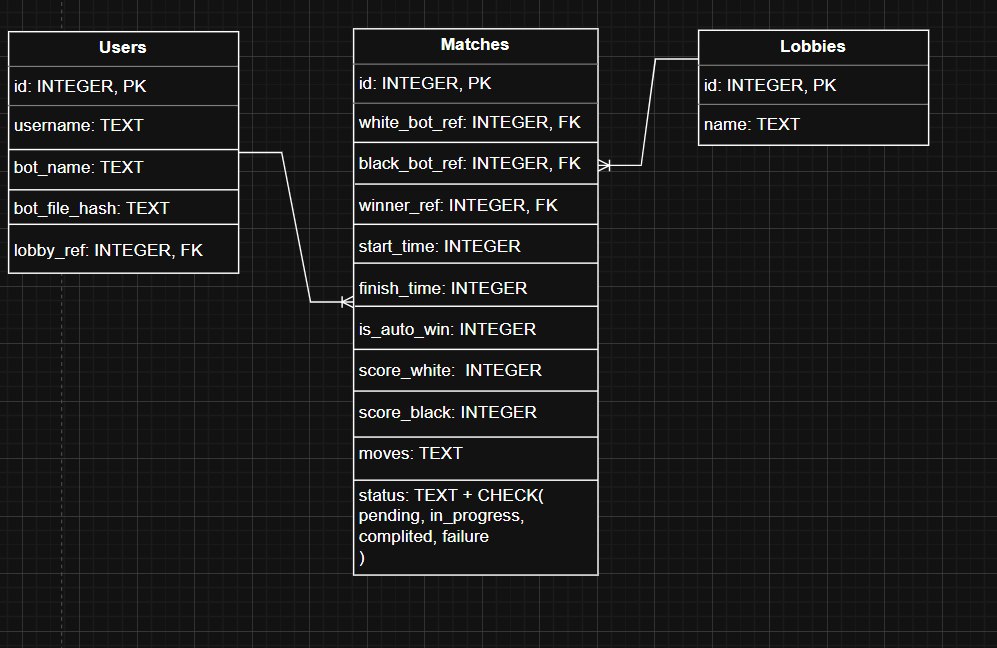 Users
id: INTEGER, PK
username: TEXT
bot_name: TEXT
bot_file_hash: TEXT
lobby_ref: INTEGER, FK
Matches
id: INTEGER, PK
white_bot_ref: INTEGER, FK
black_bot_ref: INTEGER, FK
winner_ref: INTEGER, FK
start_time: INTEGER
finish_time: INTEGER
is_auto_win: INTEGER
score_white:  INTEGER
score_black: INTEGER
moves: TEXT
status: TEXT + CHECK(
pending, in_progress,
complited, failure
)
Lobbies
id: INTEGER, PK
name: TEXT